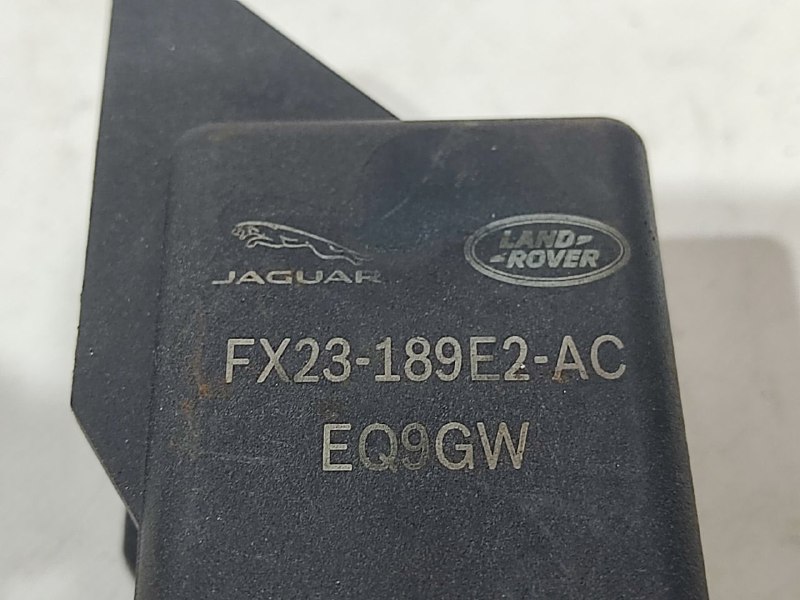 JAGUAR
LAND
ROVER
FX23-189E2-AC
EQ9GW